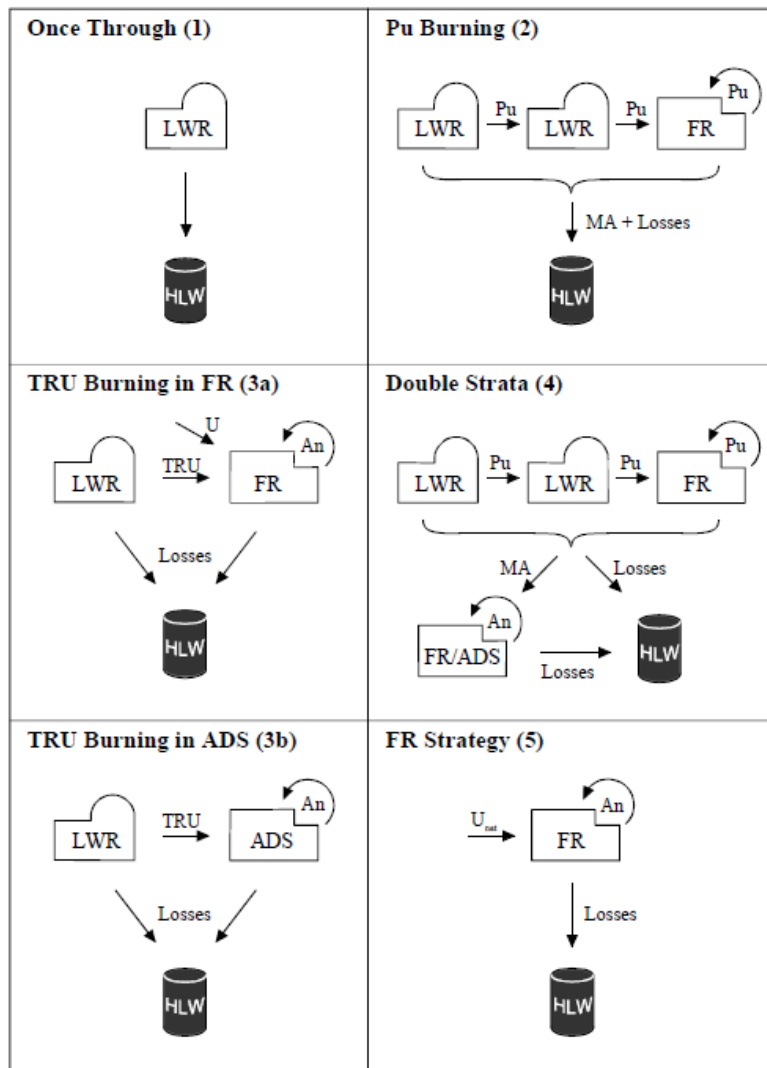 Once Through (1)
LWR
HLW
Pu Burning (2)
Pu
LWR
Pu
LWR
Pu
FR
MA + Losses
HLW
TRU Burning in FR (3a)
U
An
LWR
TRU
FR
Losses
HLW
Double Strata (4)
Pu
LWR
Pu
LWR
Pu
FR
MA
Losses
An
FR/ADS
Losses
HLW
TRU Burning in ADS (3b)
An
LWR
TRU
ADS
Losses
HLW
FR Strategy (5)
An
Unat
FR
Losses
HLW